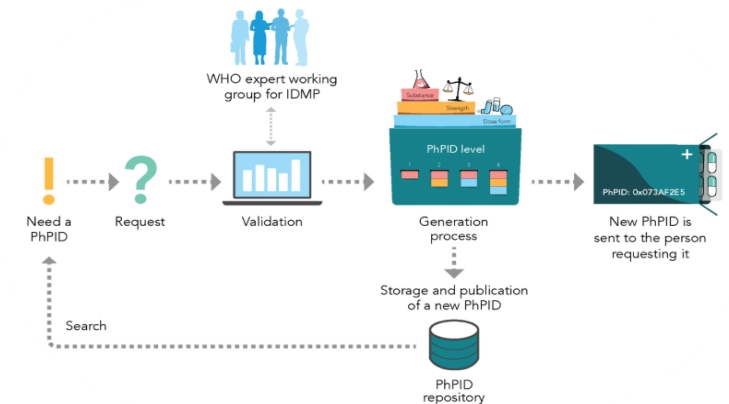 WHO expert working
group for IDMP
Substance
Strength
Dose form
PhPID level
1 2 3 4
PhPID: 0x073AF2E5
Need a
PhPID
Request
Validation
Generation
process
New PhPID is
sent to the person
requesting it
Storage and publication
of a new PhPID
Search
PhPID
repository